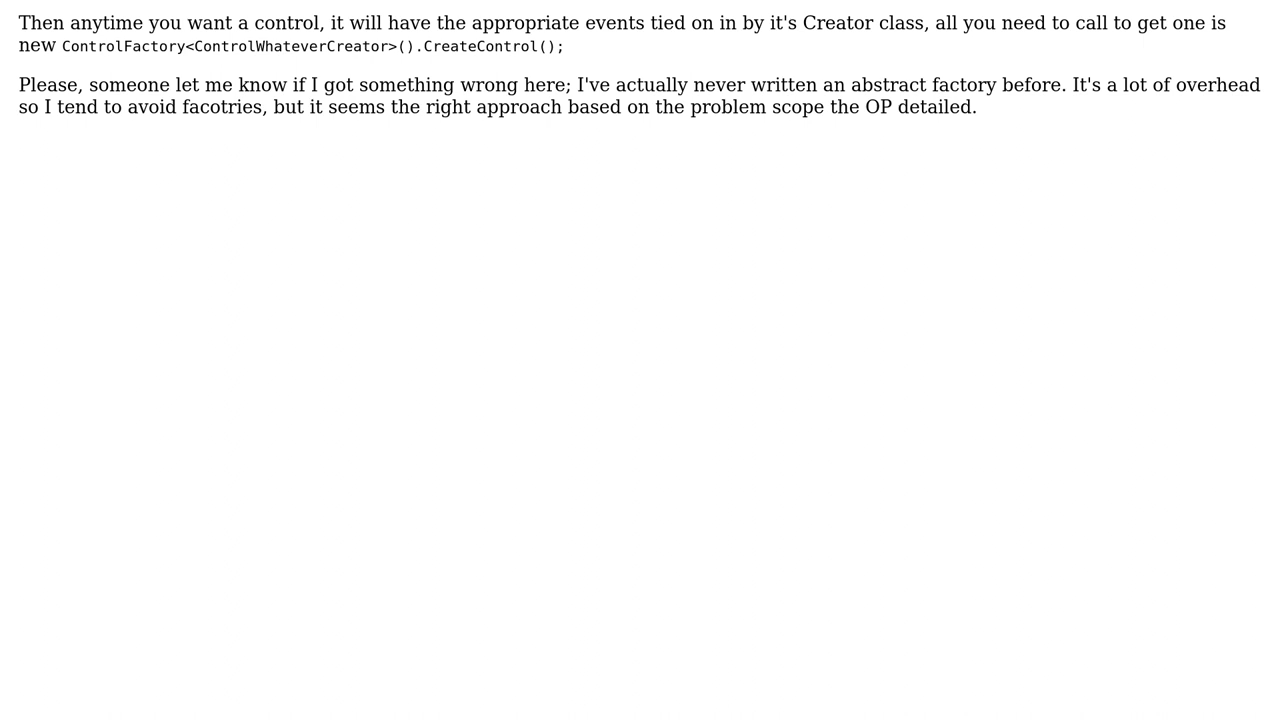 Then anytime you want a control, it will have the appropriate events tied on in by it's Creator class, all you need to call to get one is
new ControlFactory<ControlWhateverCreator>().CreateControl();
Please, someone let me know if I got something wrong here; I've actually never written an abstract factory before. It's a lot of overhead
so I tend to avoid facotries, but it seems the right approach based on the problem scope the OP detailed.